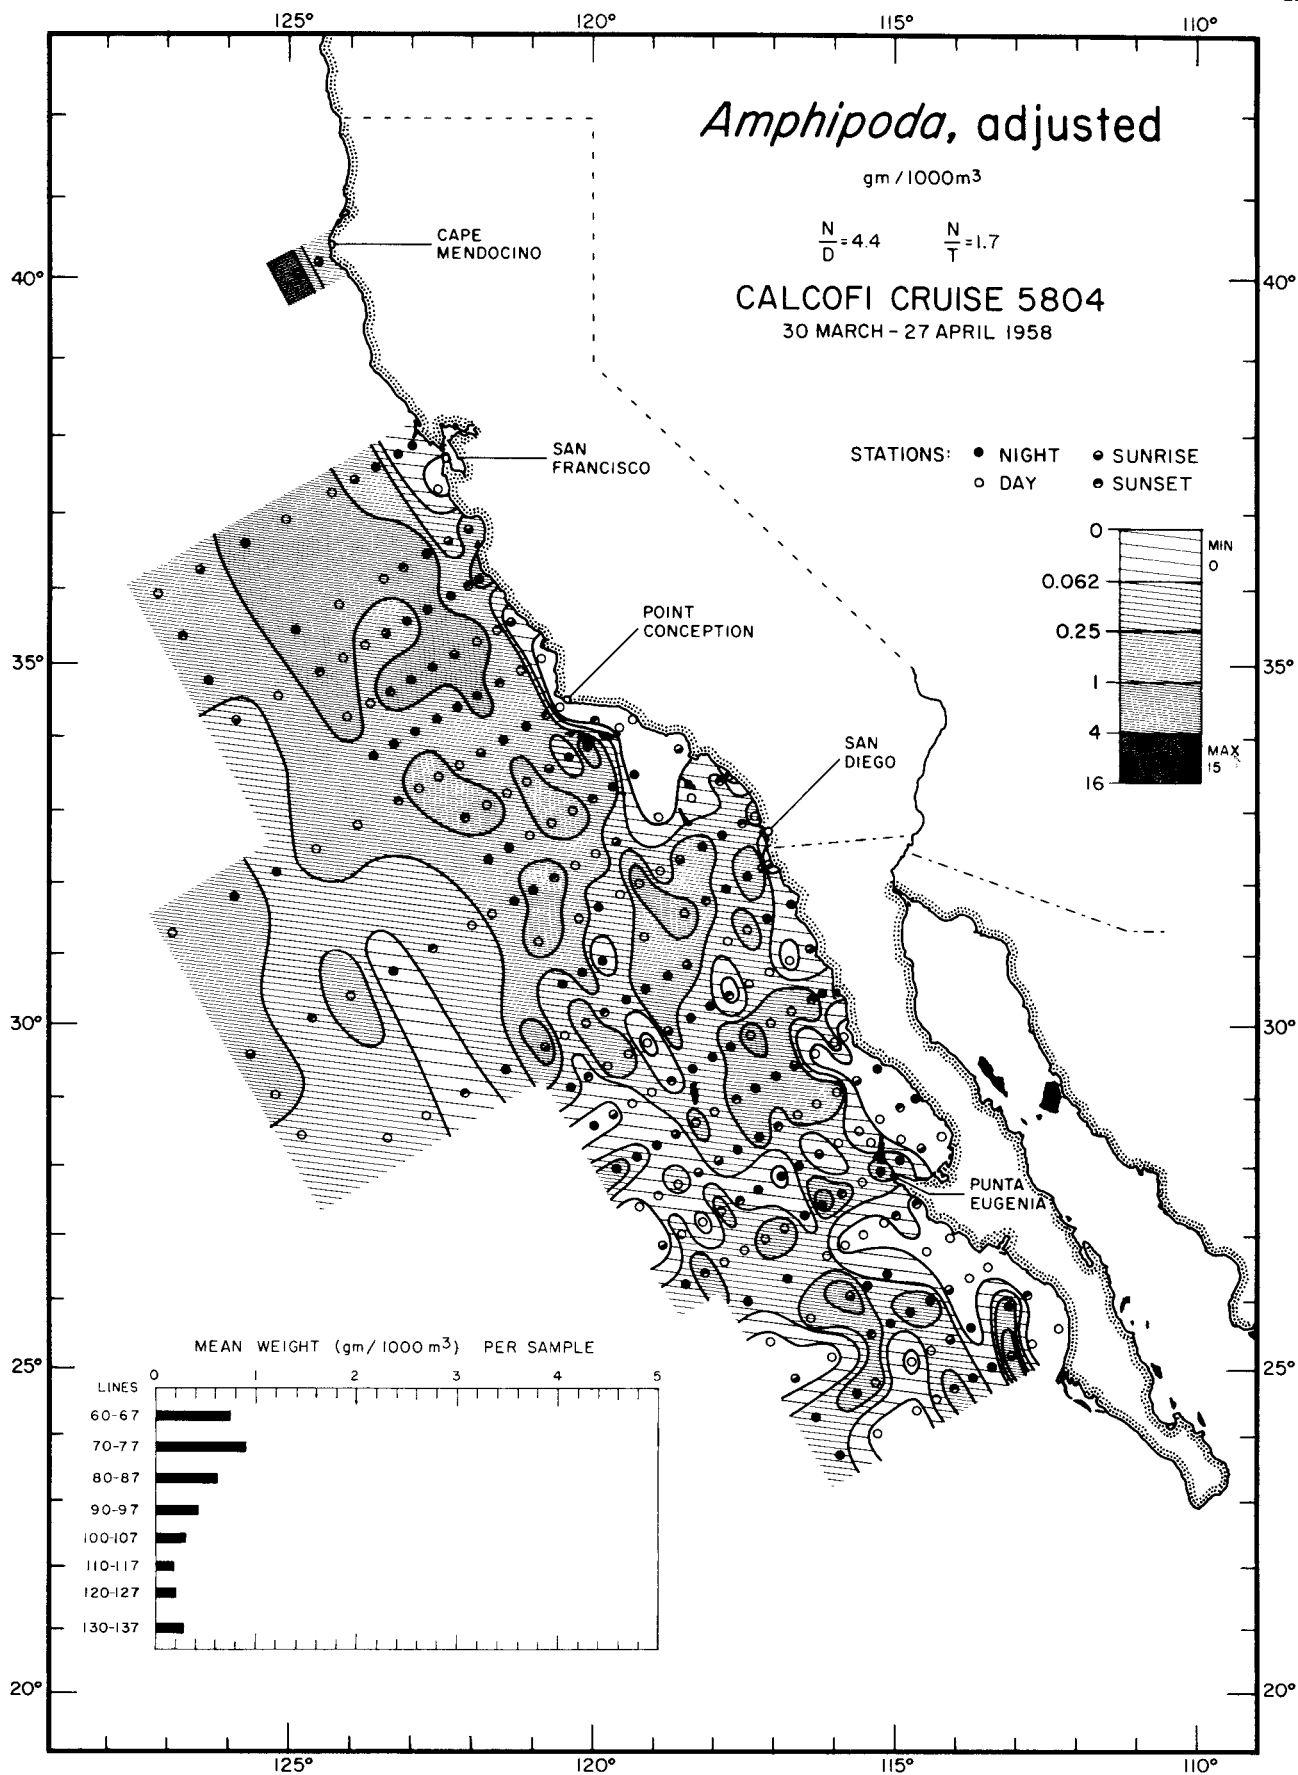 125° 120° 115° 110°
Amphipoda, adjusted
gm/1000m³
N/D = 4.4 N/T = 1.7
CALCOFI CRUISE 5804
30 MARCH - 27 APRIL 1958
CAPE
MENDOCINO
40° 40°
SAN
FRANCISCO
STATIONS: ● NIGHT SUNRISE
○ DAY SUNSET
0
MIN
0
0.062
0.25
1
4
MAX
15
16
POINT
CONCEPTION
35° 35°
SAN
DIEGO
30° 30°
PUNTA
EUGENIA
25° 25°
MEAN WEIGHT (gm/1000 m³) PER SAMPLE
LINES
0 1 2 3 4 5
60-67
70-77
80-87
90-97
100-107
110-117
120-127
130-137
20° 20°
125° 120° 115° 110°